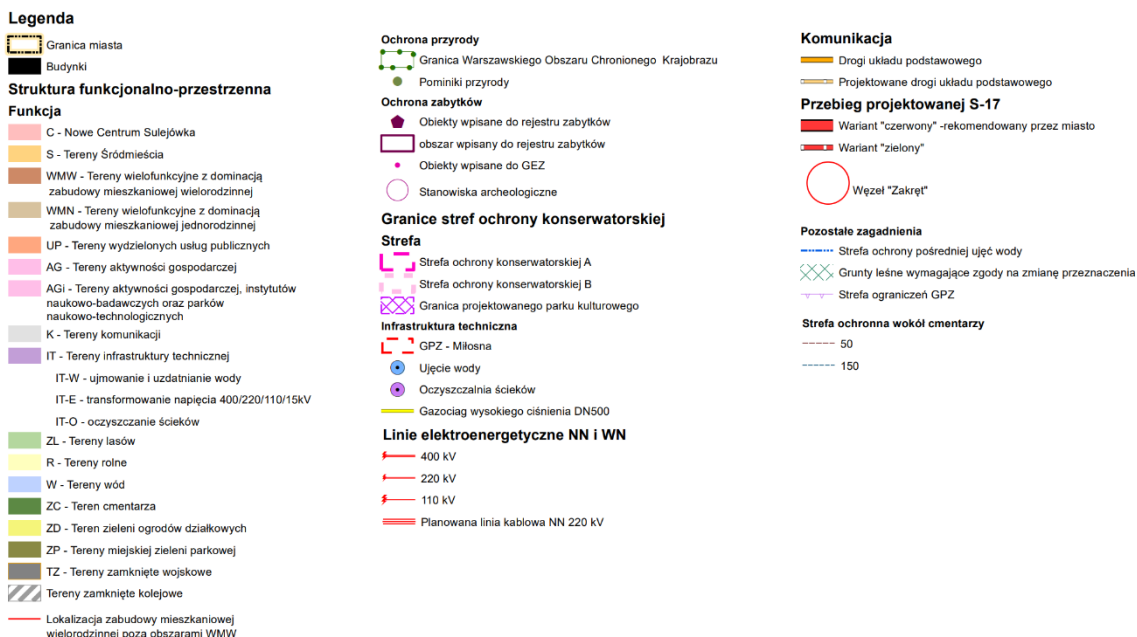 Legenda
Granica miasta
Budynki
Struktura funkcjonalno-przestrzenna
Funkcja
C - Nowe Centrum Sulejówka
S - Tereny Śródmieścia
WMW - Tereny wielofunkcyjne z dominacją
zabudowy mieszkaniowej wielorodzinnej
WMN - Tereny wielofunkcyjne z dominacją
zabudowy mieszkaniowej jednorodzinnej
UP - Tereny wydzielonych usług publicznych
AG - Tereny aktywności gospodarczej
AGi - Tereny aktywności gospodarczej, instytutów
naukowo-badawczych oraz parków
naukowo-technologicznych
K - Tereny komunikacji
IT - Tereny infrastruktury technicznej
IT-W - ujmowanie i uzdatnianie wody
IT-E - transformowanie napięcia 400/220/110/15kV
IT-O - oczyszczanie ścieków
ZL - Tereny lasów
R - Tereny rolne
W - Tereny wód
ZC - Teren cmentarza
ZD - Teren zieleni ogrodów działkowych
ZP - Tereny miejskiej zieleni parkowej
TZ - Tereny zamknięte wojskowe
Tereny zamknięte kolejowe
Lokalizacja zabudowy mieszkaniowej
wielorodzinnej poza obszarami WMW
Ochrona przyrody
Granica Warszawskiego Obszaru Chronionego Krajobrazu
Pominiki przyrody
Ochrona zabytków
Obiekty wpisane do rejestru zabytków
obszar wpisany do rejestru zabytków
Obiekty wpisane do GEZ
Stanowiska archeologiczne
Granice stref ochrony konserwatorskiej
Strefa
Strefa ochrony konserwatorskiej A
Strefa ochrony konserwatorskiej B
Granica projektowanego parku kulturowego
Infrastruktura techniczna
GPZ - Miłosna
Ujęcie wody
Oczyszczalnia ścieków
Gazociąg wysokiego ciśnienia DN500
Linie elektroenergetyczne NN i WN
400 kV
220 kV
110 kV
Planowana linia kablowa NN 220 kV
Komunikacja
Drogi układu podstawowego
Projektowane drogi układu podstawowego
Przebieg projektowanej S-17
Wariant "czerwony" -rekomendowany przez miasto
Wariant "zielony"
Węzeł "Zakręt"
Pozostałe zagadnienia
Strefa ochrony pośredniej ujęć wody
Grunty leśne wymagające zgody na zmianę przeznaczenia
Strefa ograniczeń GPZ
Strefa ochronna wokół cmentarzy
50
150